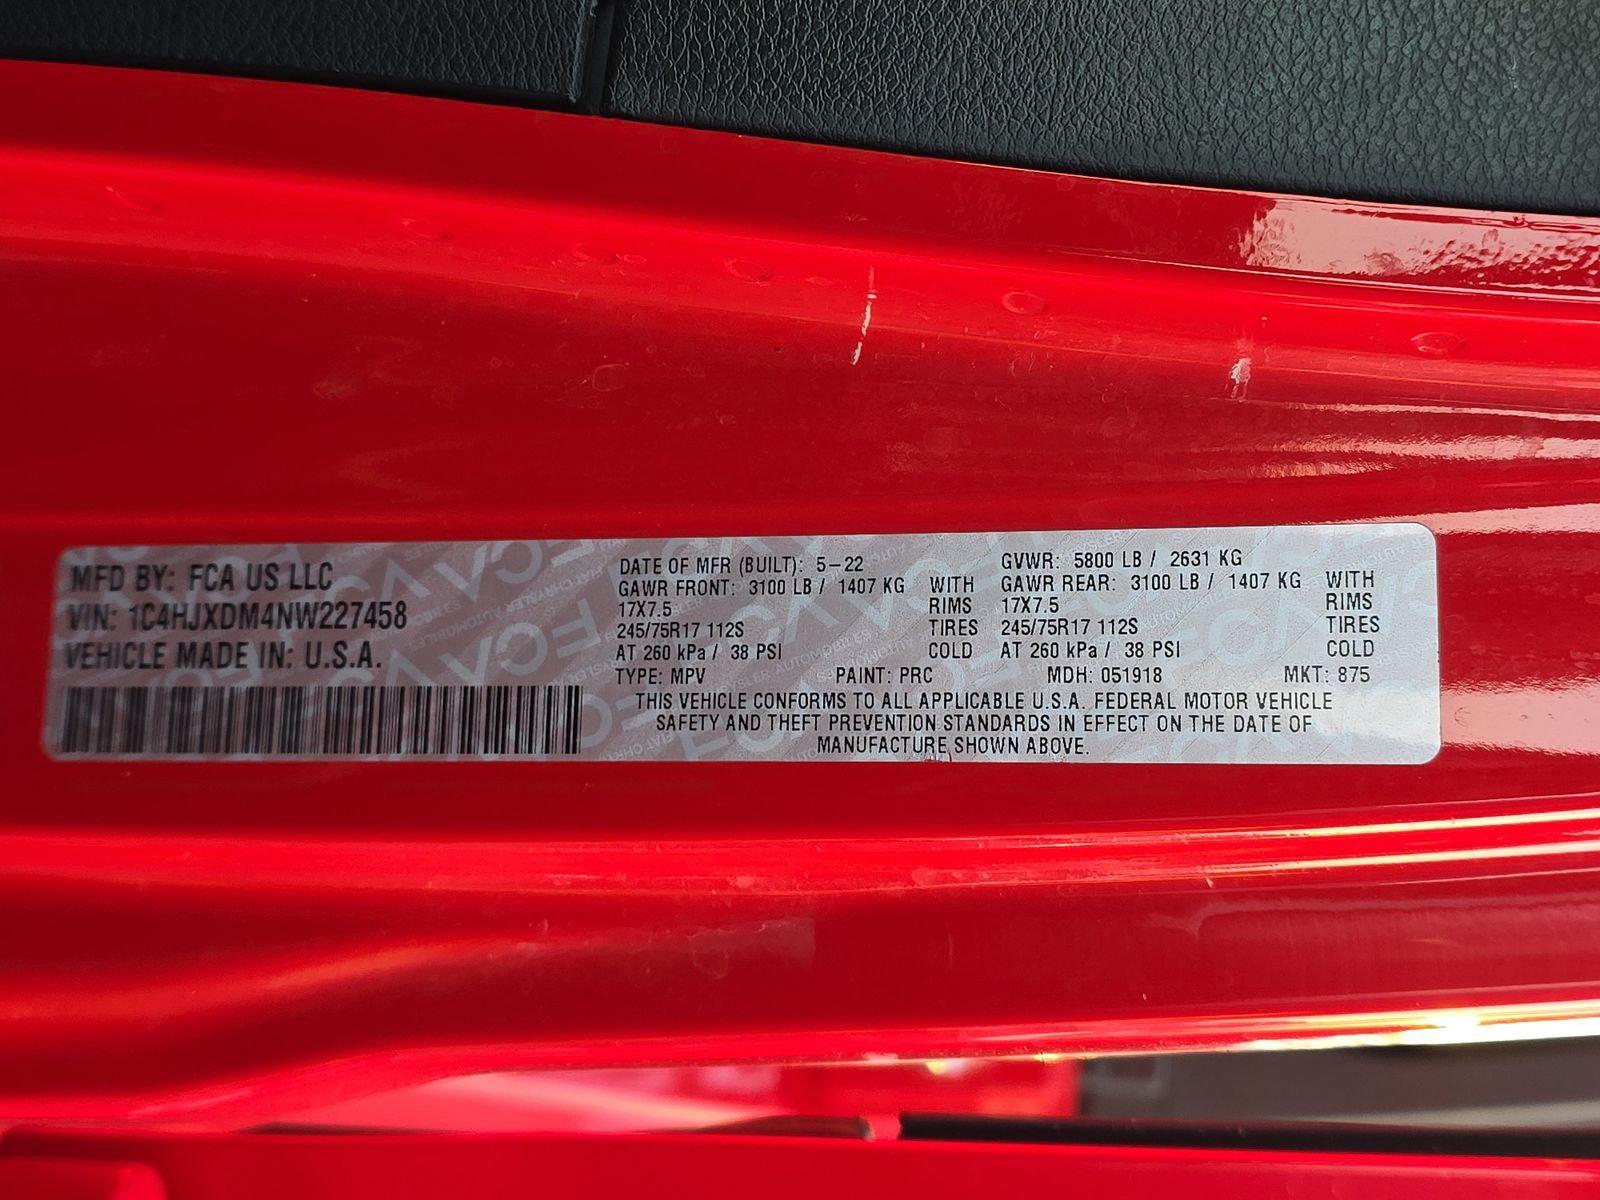 MFD BY: FCA US LLC
VIN: 1C4HJXDM4NW227458
VEHICLE MADE IN: U.S.A.
DATE OF MFR (BUILT): 5-22 GVWR: 5800 LB / 2631 KG
GAWR FRONT: 3100 LB / 1407 KG WITH GAWR REAR: 3100 LB / 1407 KG WITH
17X7.5 RIMS 17X7.5 RIMS
245/75R17 112S TIRES 245/75R17 112S TIRES
AT 260 kPa / 38 PSI COLD AT 260 kPa / 38 PSI COLD
TYPE: MPV PAINT: PRC MDH: 051918 MKT: 875
THIS VEHICLE CONFORMS TO ALL APPLICABLE U.S.A. FEDERAL MOTOR VEHICLE
SAFETY AND THEFT PREVENTION STANDARDS IN EFFECT ON THE DATE OF
MANUFACTURE SHOWN ABOVE.